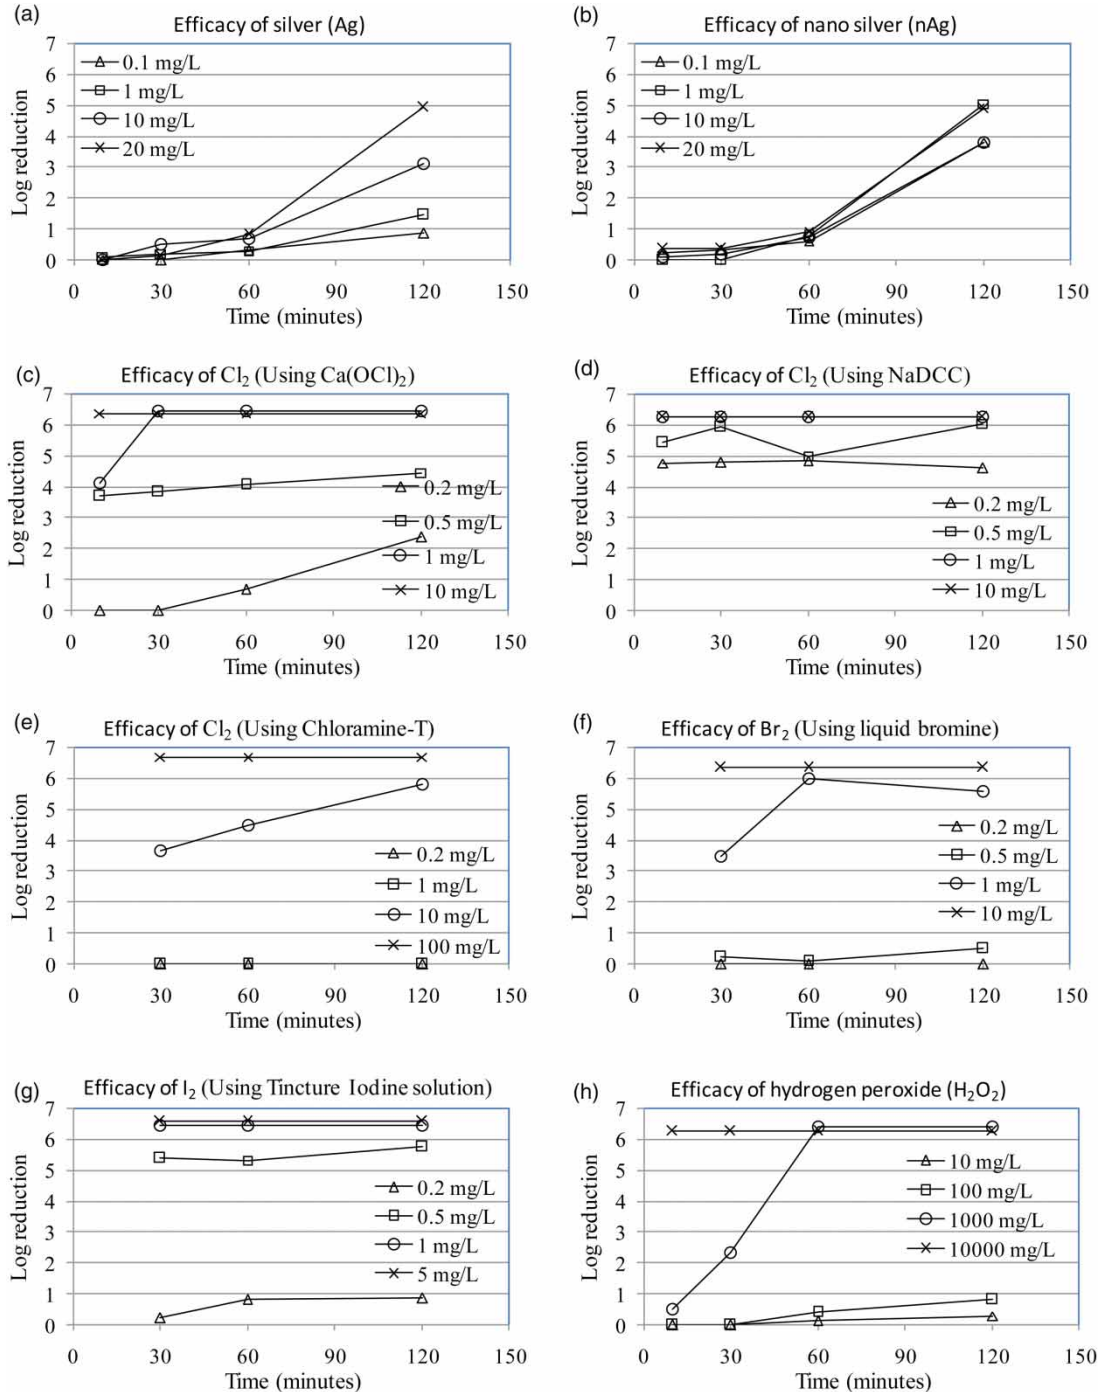 (a)
Efficacy of silver (Ag)
Log reduction
7
6
5
4
3
2
1
0
0.1 mg/L
1 mg/L
10 mg/L
20 mg/L
0 30 60 90 120 150
Time (minutes)
(b)
Efficacy of nano silver (nAg)
Log reduction
7
6
5
4
3
2
1
0
0.1 mg/L
1 mg/L
10 mg/L
20 mg/L
0 30 60 90 120 150
Time (minutes)
(c)
Efficacy of Cl₂ (Using Ca(OCl)₂)
Log reduction
7
6
5
4
3
2
1
0
0.2 mg/L
0.5 mg/L
1 mg/L
10 mg/L
0 30 60 90 120 150
Time (minutes)
(d)
Efficacy of Cl₂ (Using NaDCC)
Log reduction
7
6
5
4
3
2
1
0
0.2 mg/L
0.5 mg/L
1 mg/L
10 mg/L
0 30 60 90 120 150
Time (minutes)
(e)
Efficacy of Cl₂ (Using Chloramine-T)
Log reduction
7
6
5
4
3
2
1
0
0.2 mg/L
1 mg/L
10 mg/L
100 mg/L
0 30 60 90 120 150
Time (minutes)
(f)
Efficacy of Br₂ (Using liquid bromine)
Log reduction
7
6
5
4
3
2
1
0
0.2 mg/L
0.5 mg/L
1 mg/L
10 mg/L
0 30 60 90 120 150
Time (minutes)
(g)
Efficacy of I₂ (Using Tincture Iodine solution)
Log reduction
7
6
5
4
3
2
1
0
0.2 mg/L
0.5 mg/L
1 mg/L
5 mg/L
0 30 60 90 120 150
Time (minutes)
(h)
Efficacy of hydrogen peroxide (H₂O₂)
Log reduction
7
6
5
4
3
2
1
0
10 mg/L
100 mg/L
1000 mg/L
10000 mg/L
0 30 60 90 120 150
Time (minutes)